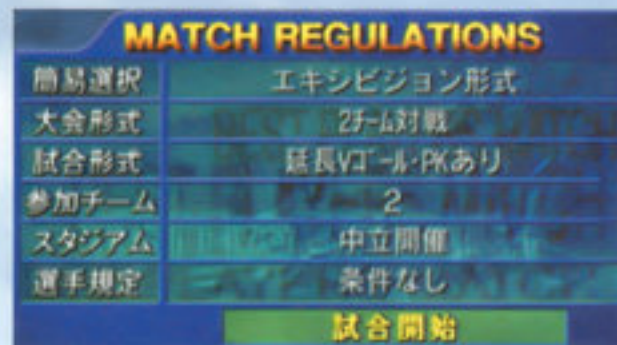 MATCH REGULATIONS
簡易選択 エキシビジョン形式
大会形式 2ﾁｰﾑ対戦
試合形式 延長Vｺﾞｰﾙ・PKあり
参加チーム 2
スタジアム 中立開催
選手規定 条件なし
試合開始